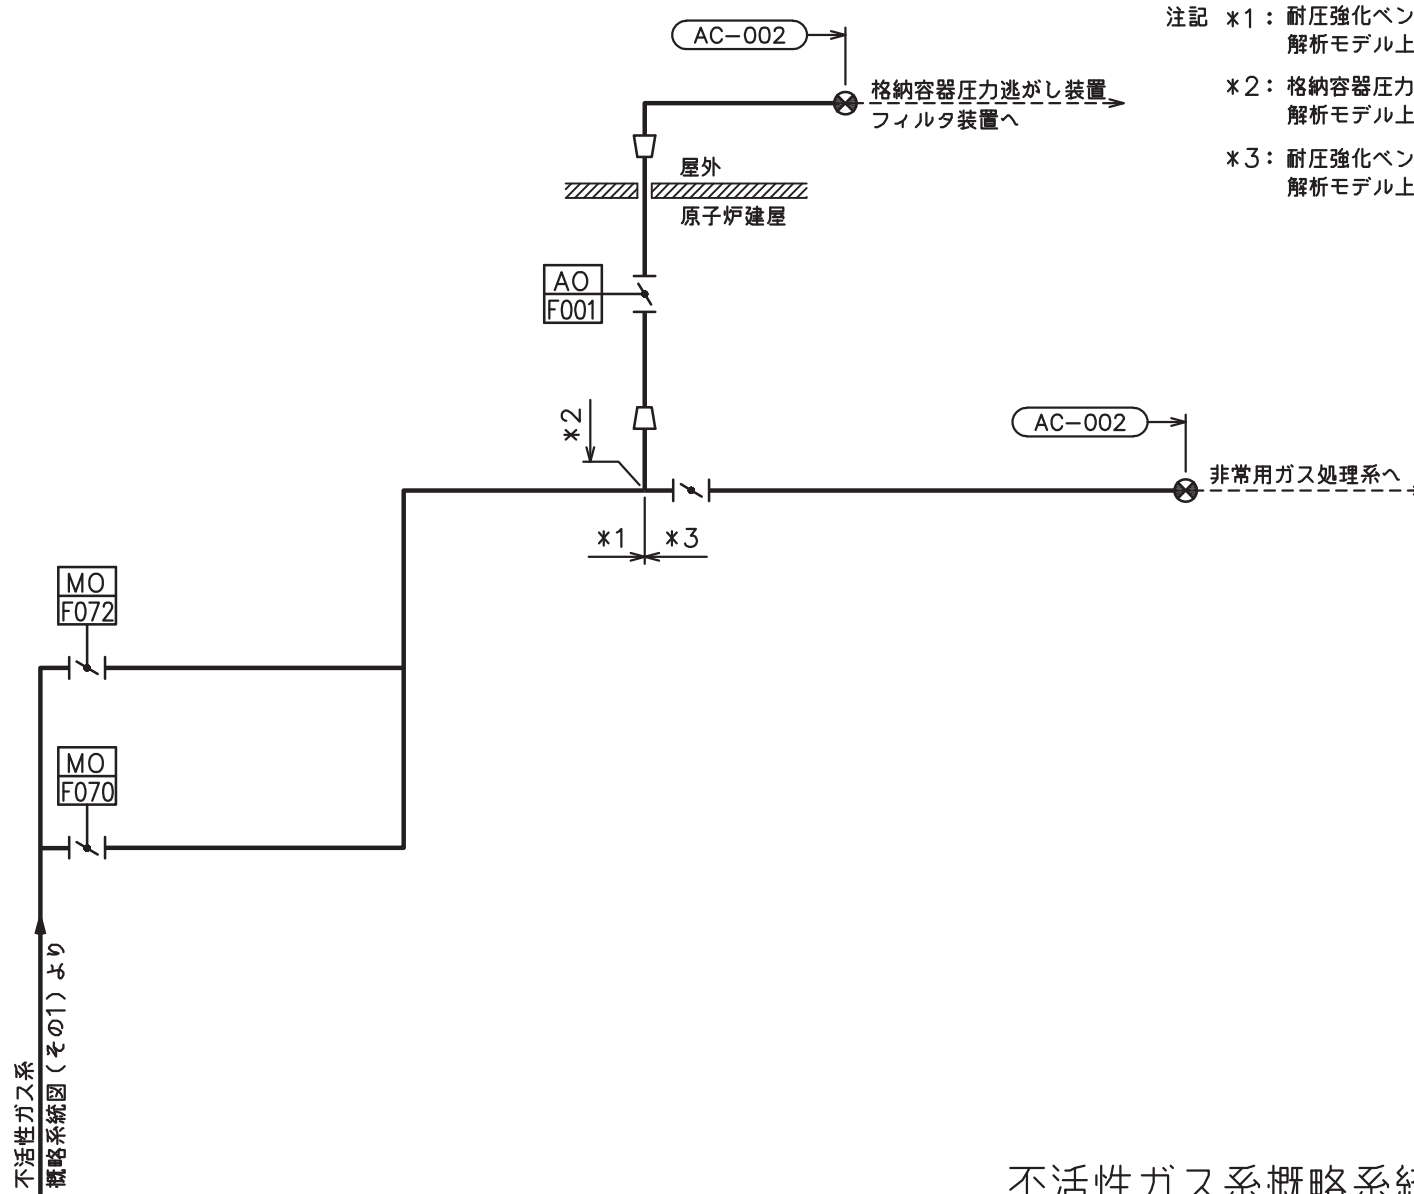 注記 *1： 耐圧強化ベン
解析モデル上
*2： 格納容器圧力
解析モデル上
*3： 耐圧強化ベン
解析モデル上
AC-002
格納容器圧力逃がし装置
フィルタ装置へ
屋外
原子炉建屋
AO
F001
*2
AC-002
非常用ガス処理系へ
*1
*3
MO
F072
MO
F070
不活性ガス系
概略系統図（その1）より
不活性ガス系概略系統